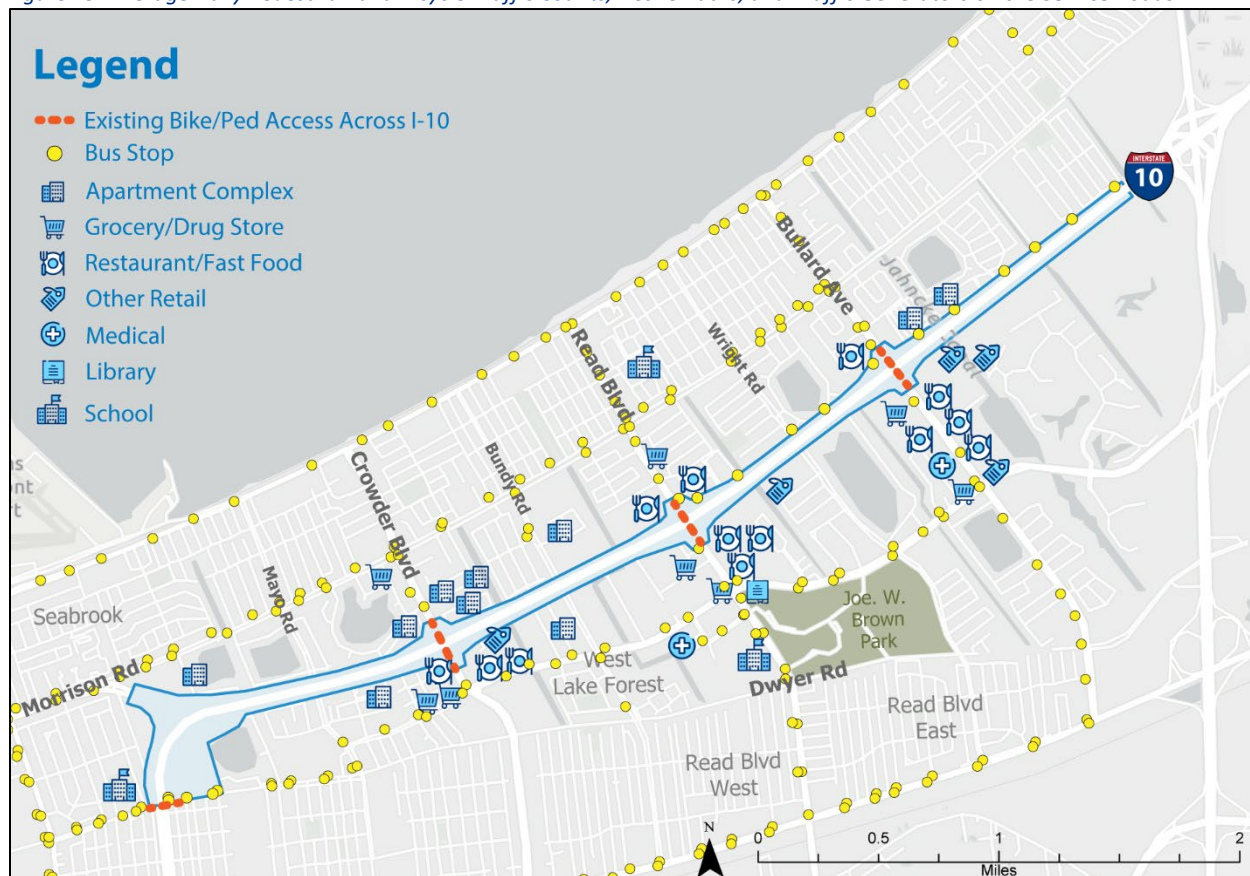 Legend
Existing Bike/Ped Access Across I-10
Bus Stop
Apartment Complex
Grocery/Drug Store
Restaurant/Fast Food
Other Retail
Medical
Library
School
INTERSTATE
10
Bullard Ave
Jahncke Canal
Read Blvd
Wright Rd
Crowder Blvd
Bundy Rd
Mayo Rd
Seabrook
Morrison Rd
West
Lake Forest
Joe. W.
Brown
Park
Dwyer Rd
Read Blvd
East
Read Blvd
West
N
0
0.5
1
2
Miles